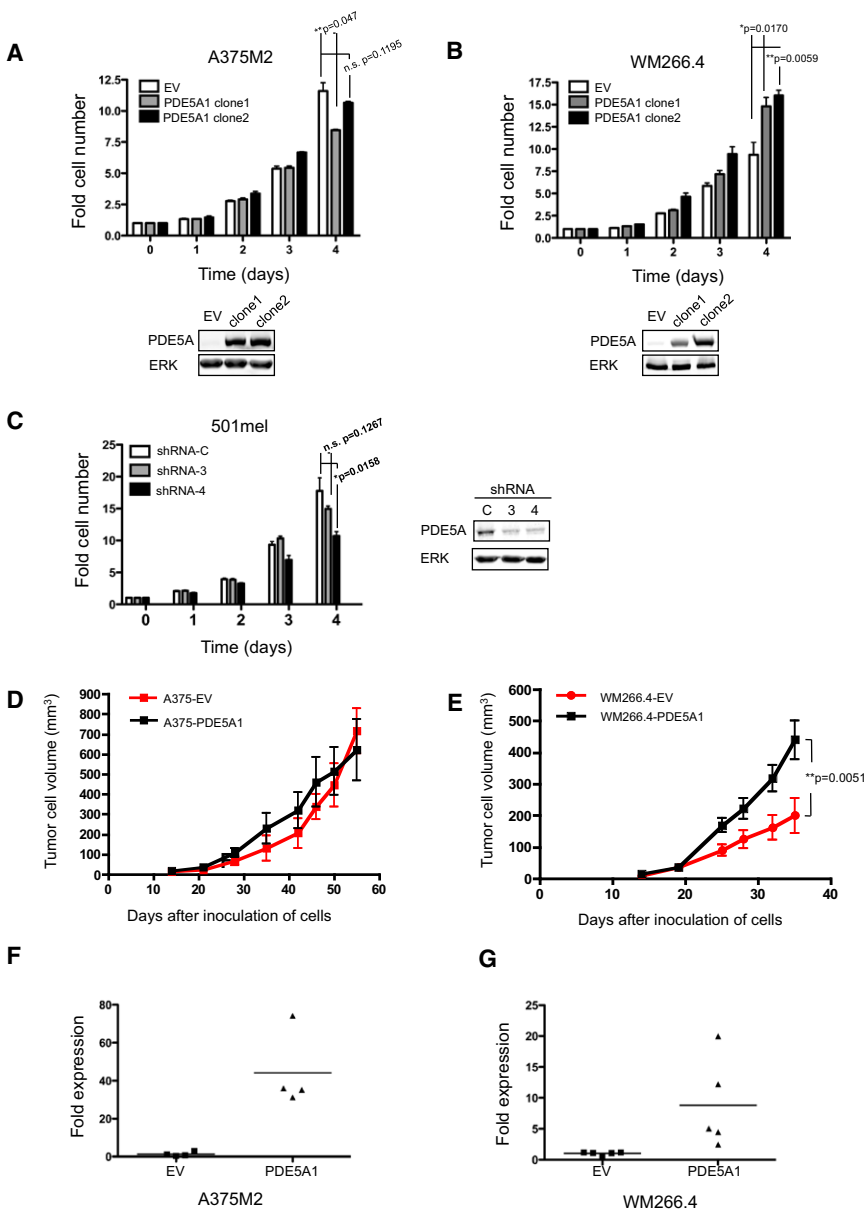 A
A375M2
**p=0.047
n.s. p=0.1195
EV
PDE5A1 clone1
PDE5A1 clone2
Fold cell number
12.5
10.0
7.5
5.0
2.5
0.0
0 1 2 3 4
Time (days)
EV clone1 clone2
PDE5A
ERK
B
WM266.4
*p=0.0170
**p=0.0059
EV
PDE5A1 clone1
PDE5A1 clone2
Fold cell number
17.5
15.0
12.5
10.0
7.5
5.0
2.5
0.0
0 1 2 3 4
Time (days)
EV clone1 clone2
PDE5A
ERK
C
501mel
n.s. p=0.1267
*p=0.0158
shRNA-C
shRNA-3
shRNA-4
Fold cell number
25
20
15
10
5
0
0 1 2 3 4
Time (days)
shRNA
C 3 4
PDE5A
ERK
D
A375-EV
A375-PDE5A1
Tumor cell volume (mm³)
900
800
700
600
500
400
300
200
100
0
0 10 20 30 40 50 60
Days after inoculation of cells
E
WM266.4-EV
WM266.4-PDE5A1
**p=0.0051
Tumor cell volume (mm³)
600
500
400
300
200
100
0
0 10 20 30 40
Days after inoculation of cells
F
Fold expression
80
60
40
20
0
EV PDE5A1
A375M2
G
Fold expression
25
20
15
10
5
0
EV PDE5A1
WM266.4